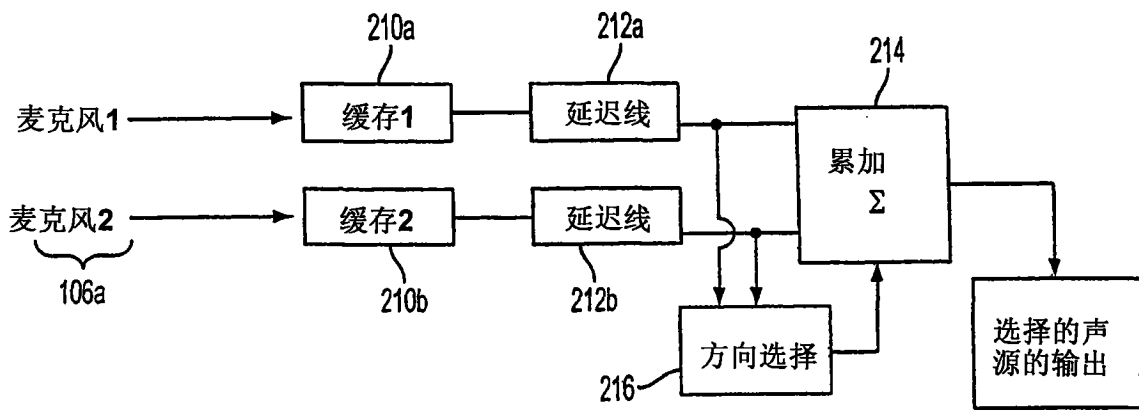 210a
212a
214
麦克风1
缓存1
延迟线
累加
Σ
麦克风2
缓存2
延迟线
106a
210b
212b
方向选择
216
选择的声
源的输出